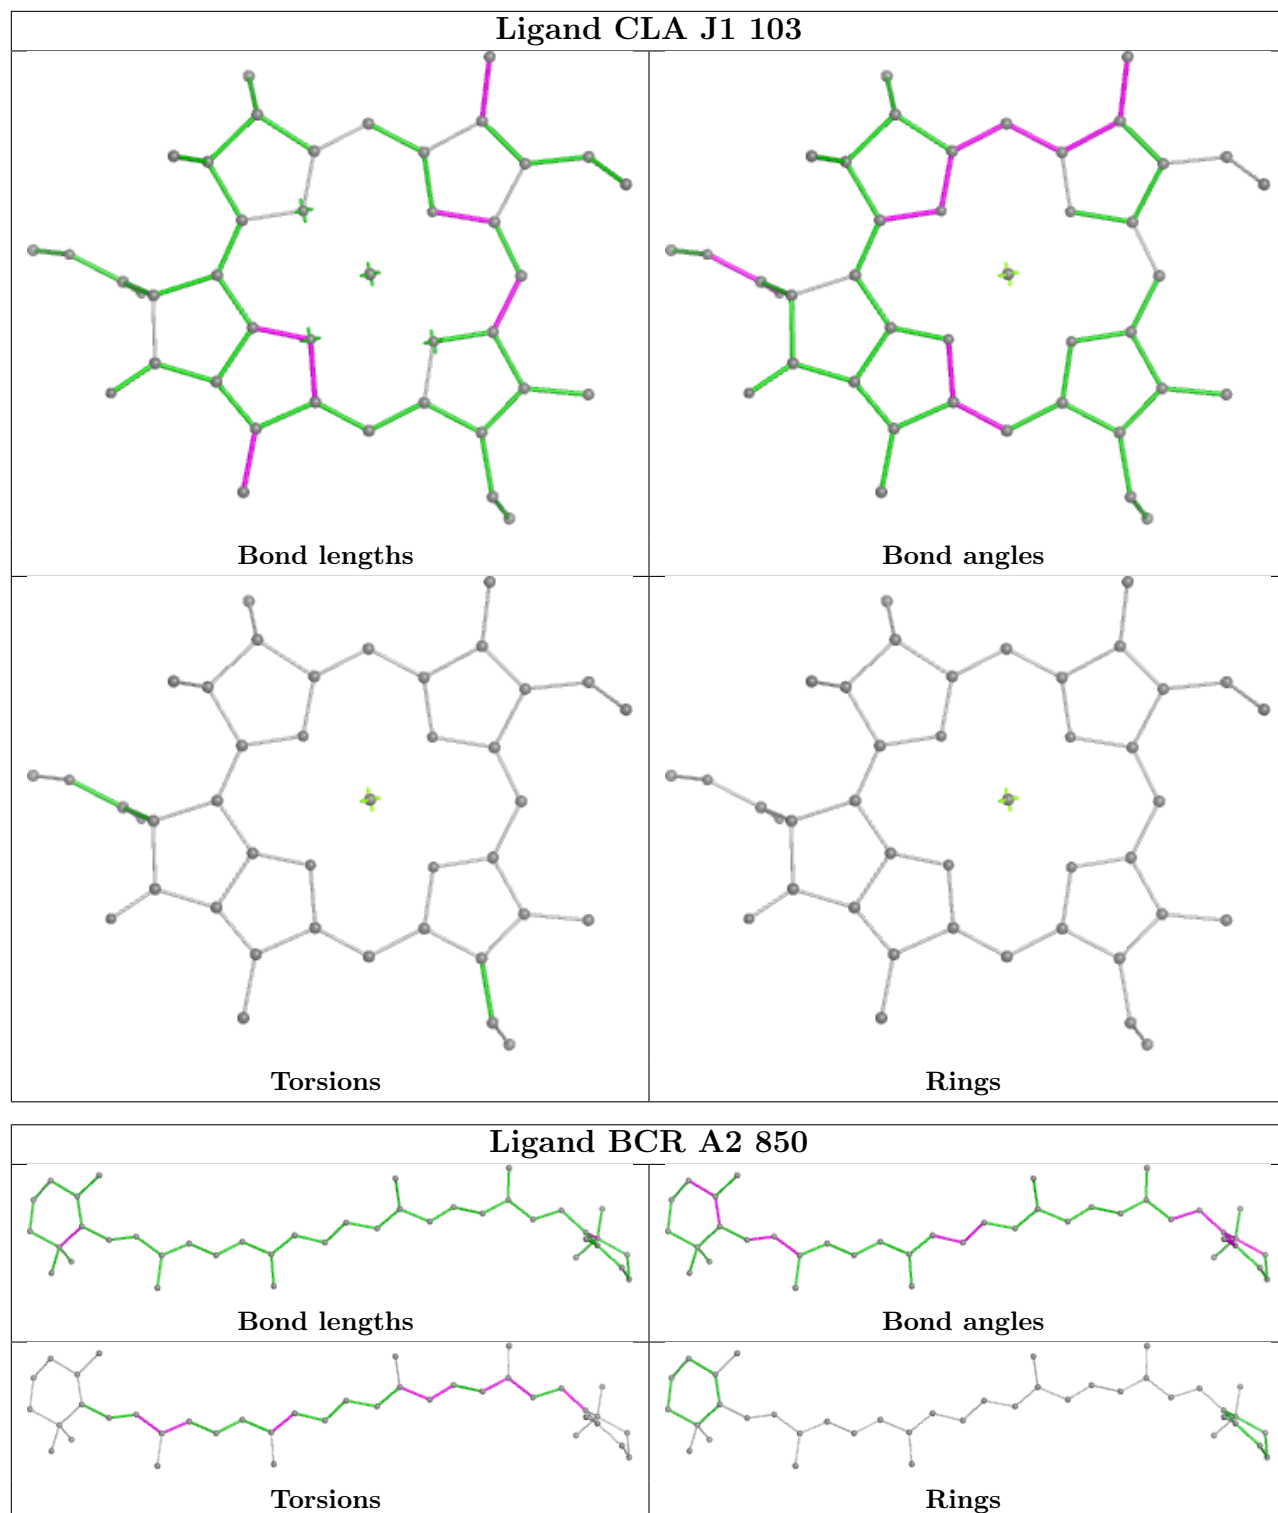 Ligand CLA J1 103
Bond lengths
Bond angles
Torsions
Rings
Ligand BCR A2 850
Bond lengths
Bond angles
Torsions
Rings